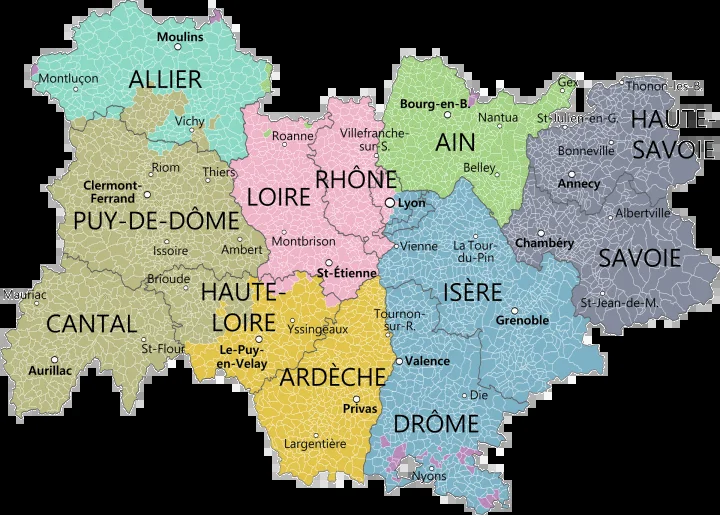 Moulins
Montluçon
ALLIER
Vichy
Bourg-en-B.
Gex
Nantua
AIN
Belley
Thonon-les-B.
St-Julien-en-G.
HAUTE-
SAVOIE
Bonneville
Annecy
Roanne
Villefranche-
sur-S.
LOIRE
RHÔNE
Lyon
Montbrison
St-Étienne
Riom
Thiers
Clermont-
Ferrand
PUY-DE-DÔME
Issoire
Ambert
Albertville
Chambéry
SAVOIE
St-Jean-de-M.
Vienne
La Tour-
du-Pin
ISÈRE
Grenoble
Brioude
HAUTE-
LOIRE
Yssingeaux
Le-Puy-
en-Velay
Mauriac
CANTAL
St-Flour
Aurillac
Tournon-
sur-R.
ARDÈCHE
Privas
Largentière
Valence
Die
DRÔME
Nyons